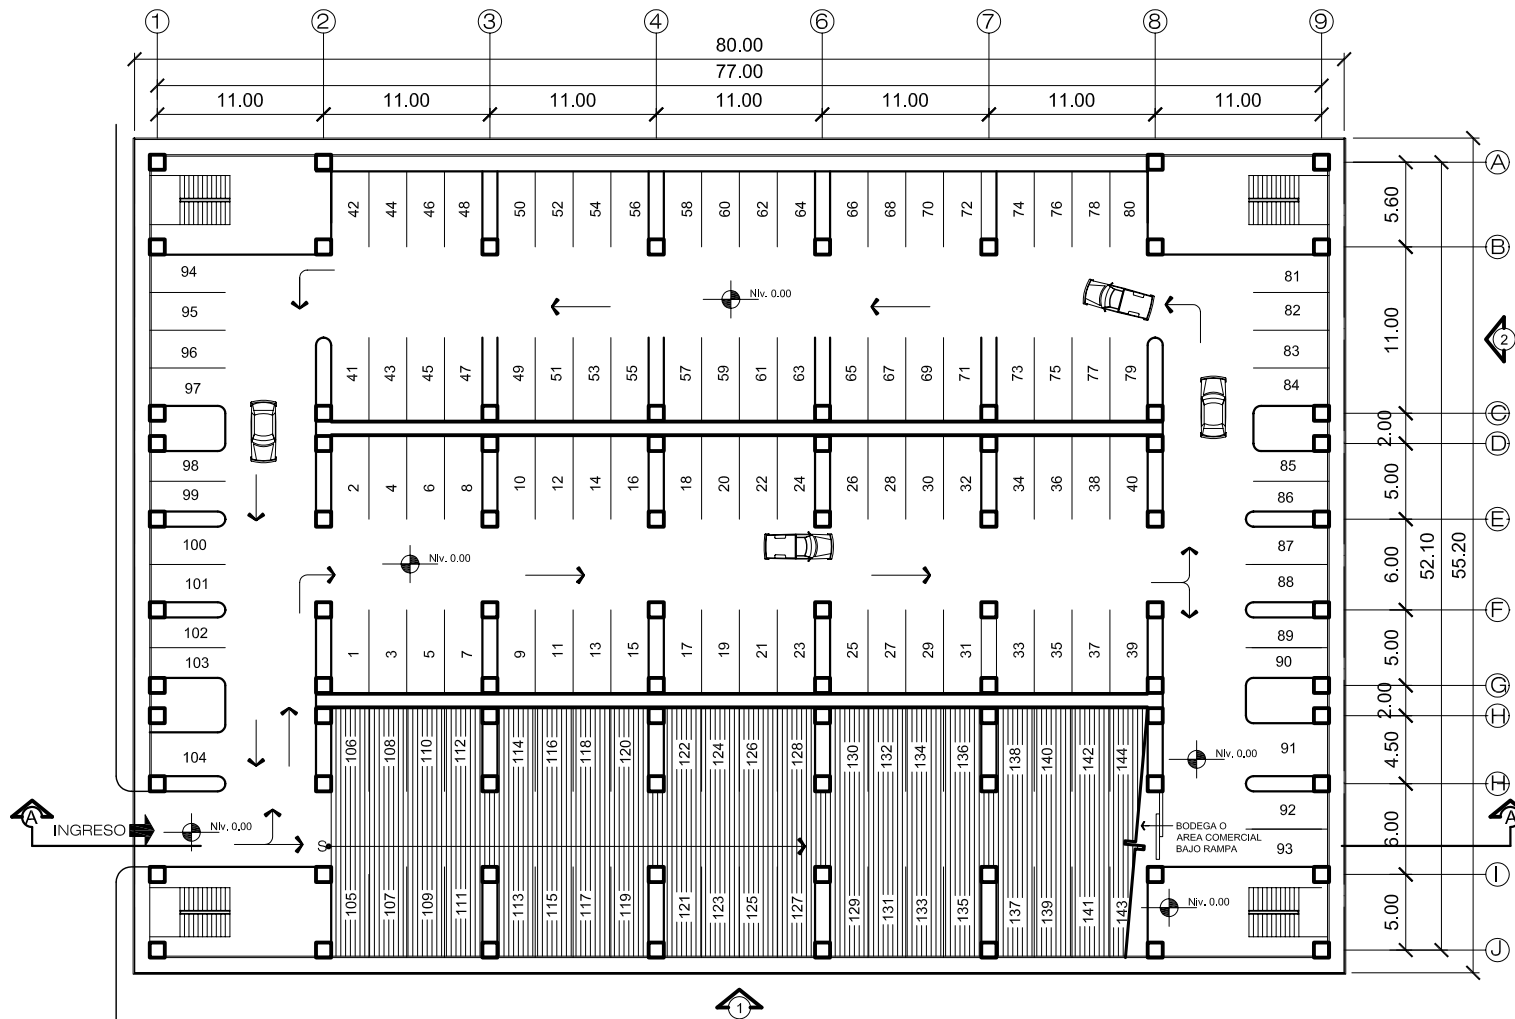 1 2 3 4 6 7 8 9
80.00
77.00
11.00 11.00 11.00 11.00 11.00 11.00 11.00
A
42 44 46 48 50 52 54 56 58 60 62 64 66 68 70 72 74 76 78 80
5.60
B
94 81
95 Nlv. 0.00 82
96 83
97 84
11.00
2
41 43 45 47 49 51 53 55 57 59 61 63 65 67 69 71 73 75 77 79
C
2.00
D
98 85
99 86
2 4 6 8 10 12 14 16 18 20 22 24 26 28 30 32 34 36 38 40
5.00
E
100 87
Nlv. 0.00
101 88
6.00 52.10 55.20
F
102 89
103 90
1 3 5 7 9 11 13 15 17 19 21 23 25 27 29 31 33 35 37 39
5.00
G
2.00
H
104 91
Nlv. 0.00
106 108 110 112 114 116 118 120 122 124 126 128 130 132 134 136 138 140 142 144
4.50
H
92
A INGRESO Nlv. 0.00 A
S
BODEGA O
AREA COMERCIAL
BAJO RAMPA
93
6.00
I
105 107 109 111 113 115 117 119 121 123 125 127 129 131 133 135 137 139 141 143
Nlv. 0.00
5.00
J
1